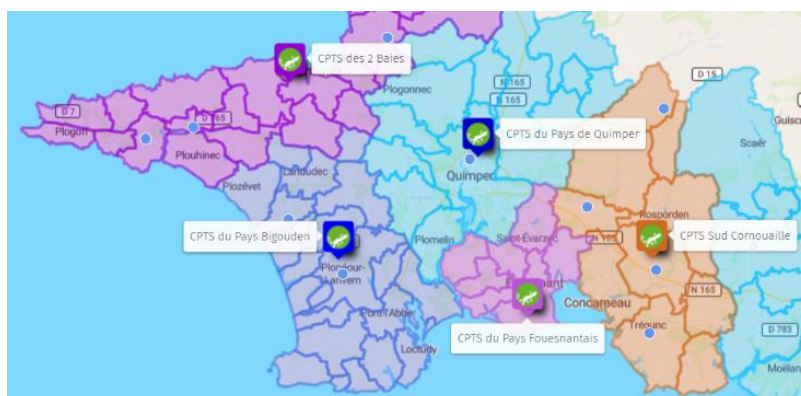 CPTS des 2 Baies
D 15
N 165
Plogonnec
N 165
Guisc
D 7
D 765
Plogoff
CPTS du Pays de Quimper
Scaër
Plouhinec
Landudec
Quimper
Plozévet
Rosporden
CPTS du Pays Bigouden
Plomelin
Saint-Évarzec
N 165
CPTS Sud Cornouaille
Plonéour-
Lanvern
N 165
Concarneau
Pont-l'Abbé
Trégunc
D 783
CPTS du Pays Fouesnantais
Loctudy
Moëlan